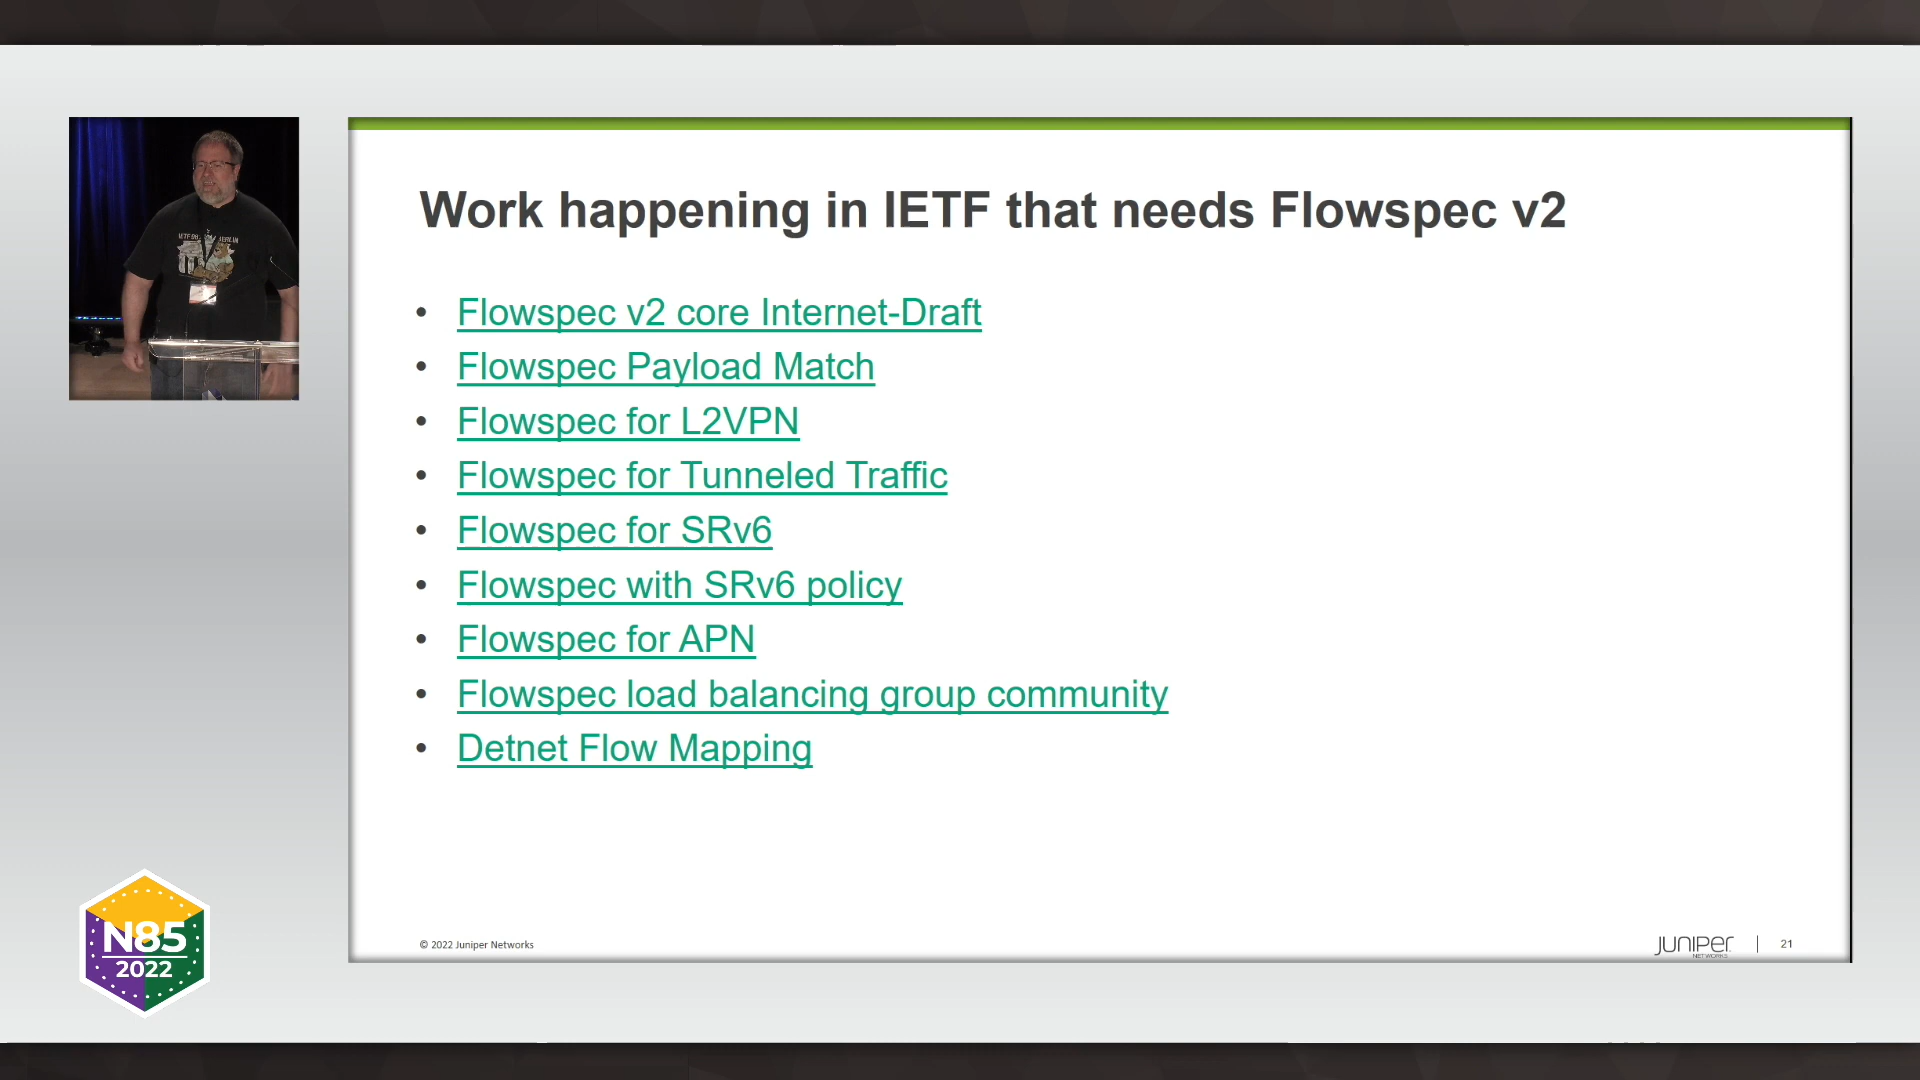 Work happening in IETF that needs Flowspec v2
• Flowspec v2 core Internet-Draft
• Flowspec Payload Match
• Flowspec for L2VPN
• Flowspec for Tunneled Traffic
• Flowspec for SRv6
• Flowspec with SRv6 policy
• Flowspec for APN
• Flowspec load balancing group community
• Detnet Flow Mapping
N85
2022
© 2022 Juniper Networks
JUNIPER
NETWORKS
21